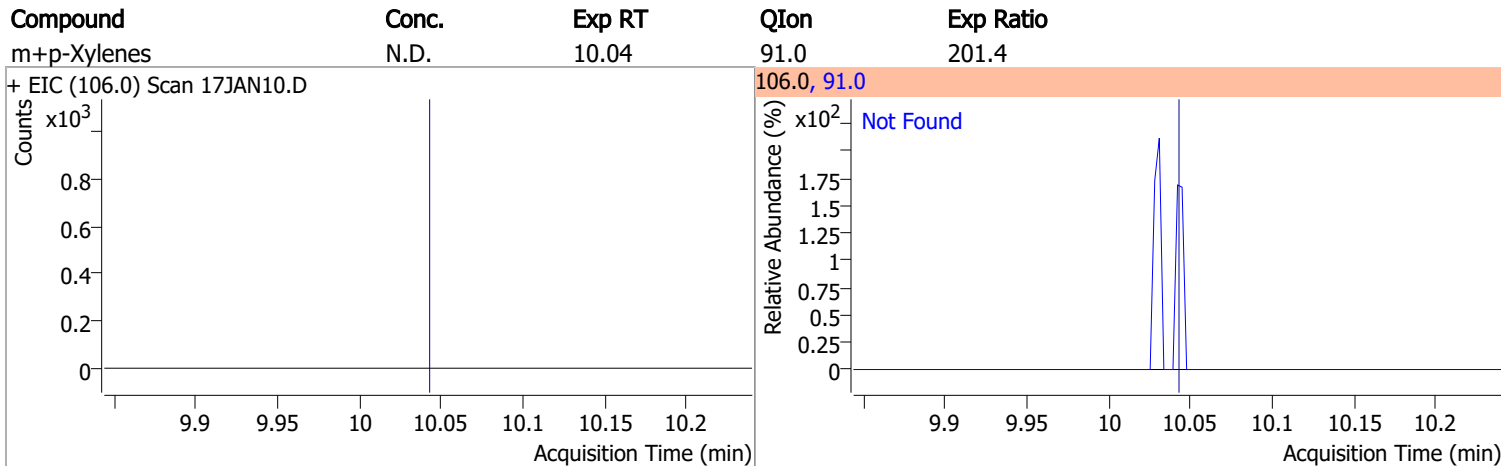 Compound Conc. Exp RT QIon Exp Ratio
m+p-Xylenes N.D. 10.04 91.0 201.4
+ EIC (106.0) Scan 17JAN10.D
Counts
x10³
0.8
0.6
0.4
0.2
0
9.9 9.95 10 10.05 10.1 10.15 10.2
Acquisition Time (min)
106.0, 91.0
Relative Abundance (%)
x10²
Not Found
1.75
1.5
1.25
1
0.75
0.5
0.25
0
9.9 9.95 10 10.05 10.1 10.15 10.2
Acquisition Time (min)